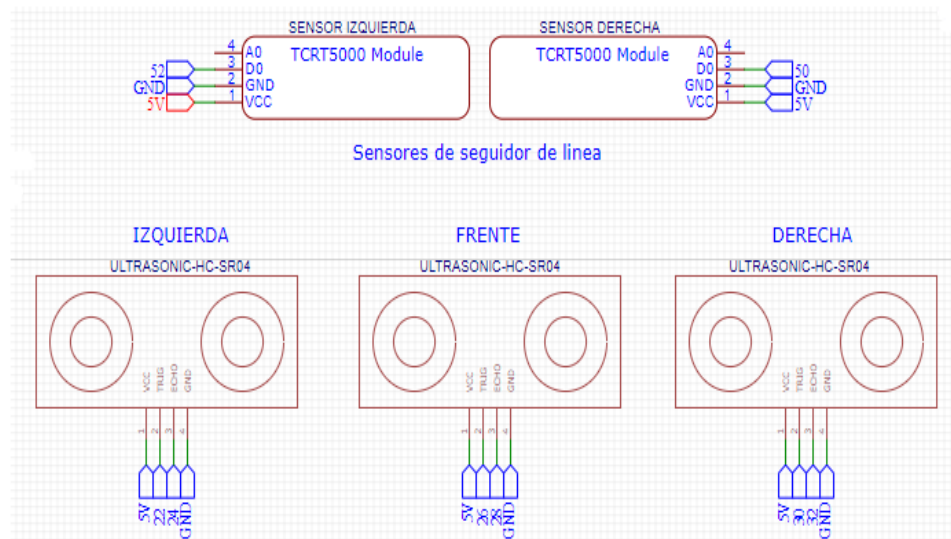 SENSOR IZQUIERDA
TCRT5000 Module
4 A0
52 3 D0
GND 2 GND
5V 1 VCC
SENSOR DERECHA
TCRT5000 Module
A0 4
D0 3 50
GND 2 GND
VCC 1 5V
Sensores de seguidor de linea
IZQUIERDA
ULTRASONIC-HC-SR04
VCC TRIG ECHO GND
1 2 3 4
5V 22 24 GND
FRENTE
ULTRASONIC-HC-SR04
VCC TRIG ECHO GND
1 2 3 4
5V 26 28 GND
DERECHA
ULTRASONIC-HC-SR04
VCC TRIG ECHO GND
1 2 3 4
5V 30 32 GND